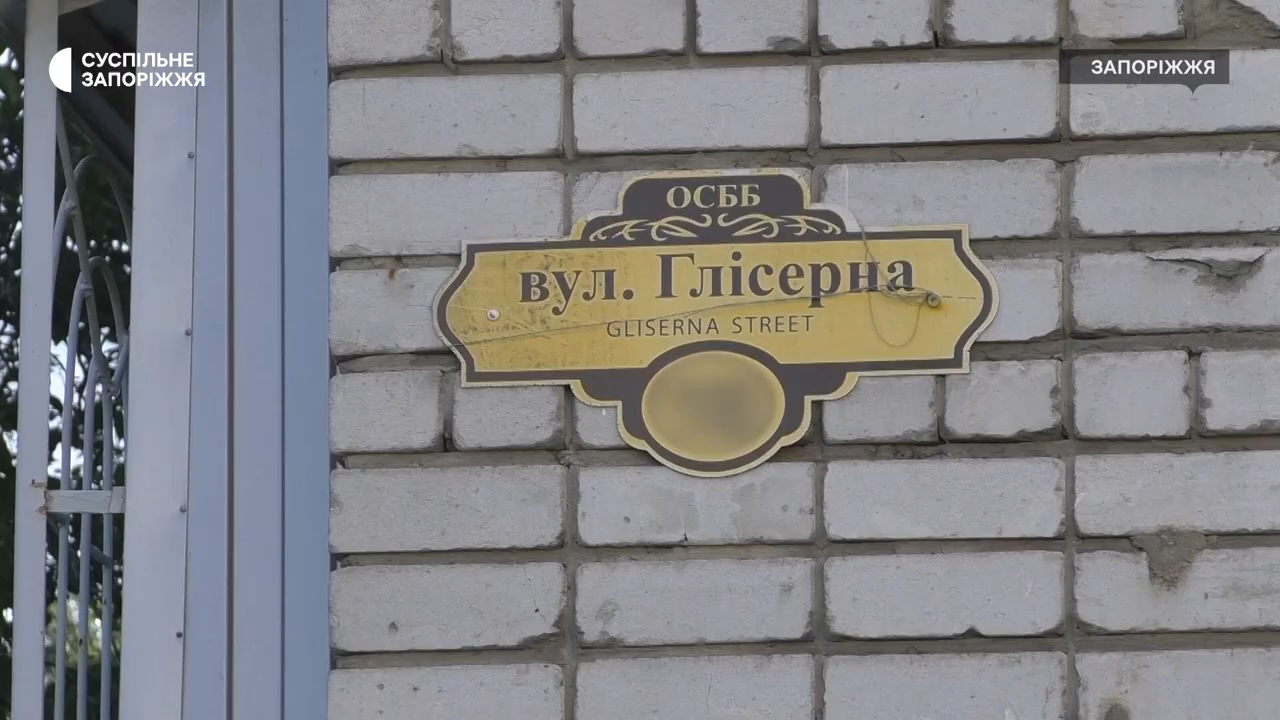 СУСПІЛЬНЕ
ЗАПОРІЖЖЯ
ЗАПОРІЖЖЯ
ОСББ
вул. Глісерна
GLISERNA STREET